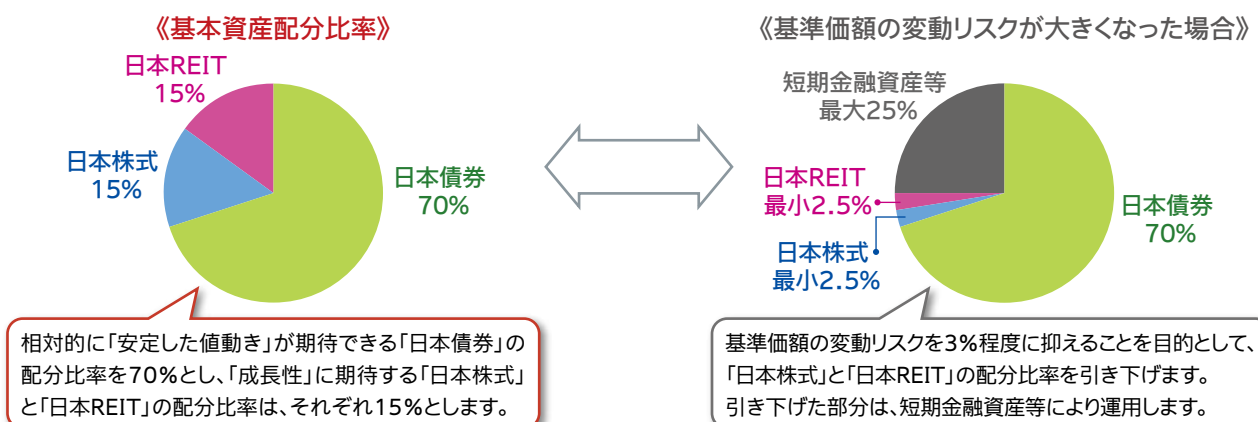 《基本資産配分比率》
日本REIT
15%
日本株式
15%
日本債券
70%
相対的に「安定した値動き」が期待できる「日本債券」の
配分比率を70%とし、「成長性」に期待する「日本株式」
と「日本REIT」の配分比率は、それぞれ15%とします。
《基準価額の変動リスクが大きくなった場合》
短期金融資産等
最大25%
日本REIT
最小2.5%
日本株式
最小2.5%
日本債券
70%
基準価額の変動リスクを3%程度に抑えることを目的として、
「日本株式」と「日本REIT」の配分比率を引き下げます。
引き下げた部分は、短期金融資産等により運用します。